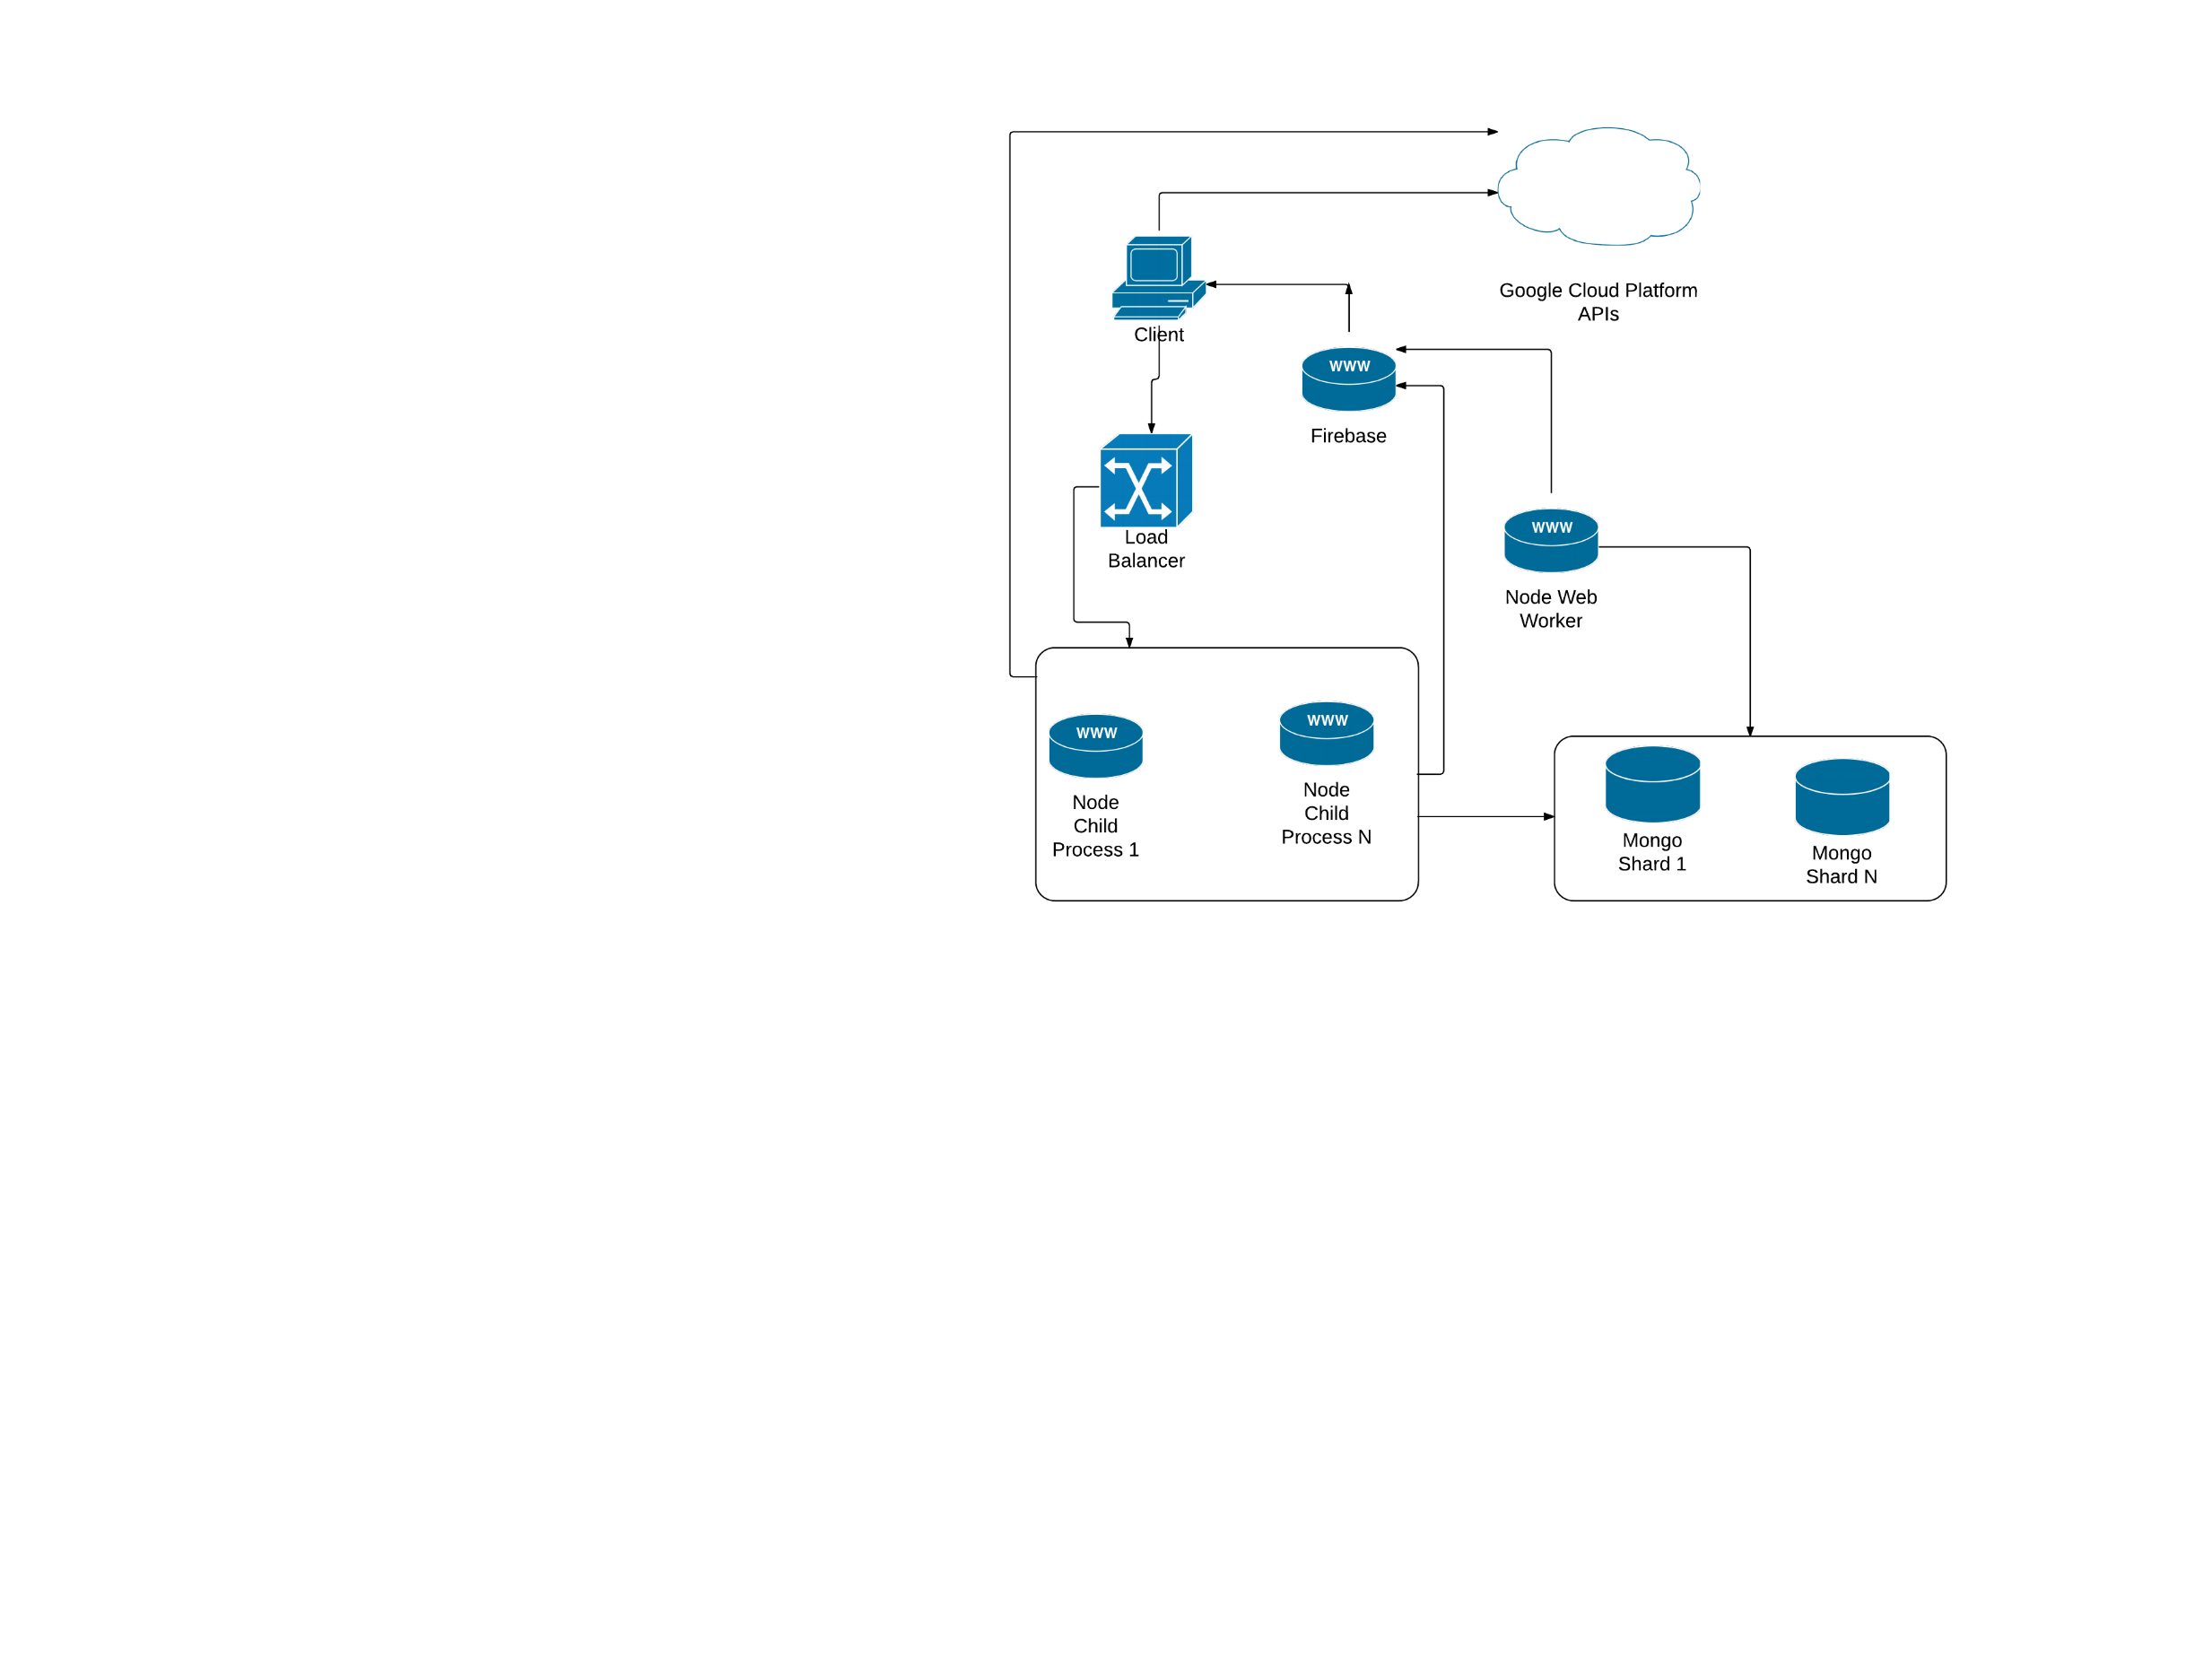 Google Cloud Platform
APIs
Client
www
Firebase
www
Load
Balancer
Node Web
Worker
www
www
Node
Child
Process 1
Node
Child
Process N
Mongo
Shard 1
Mongo
Shard N